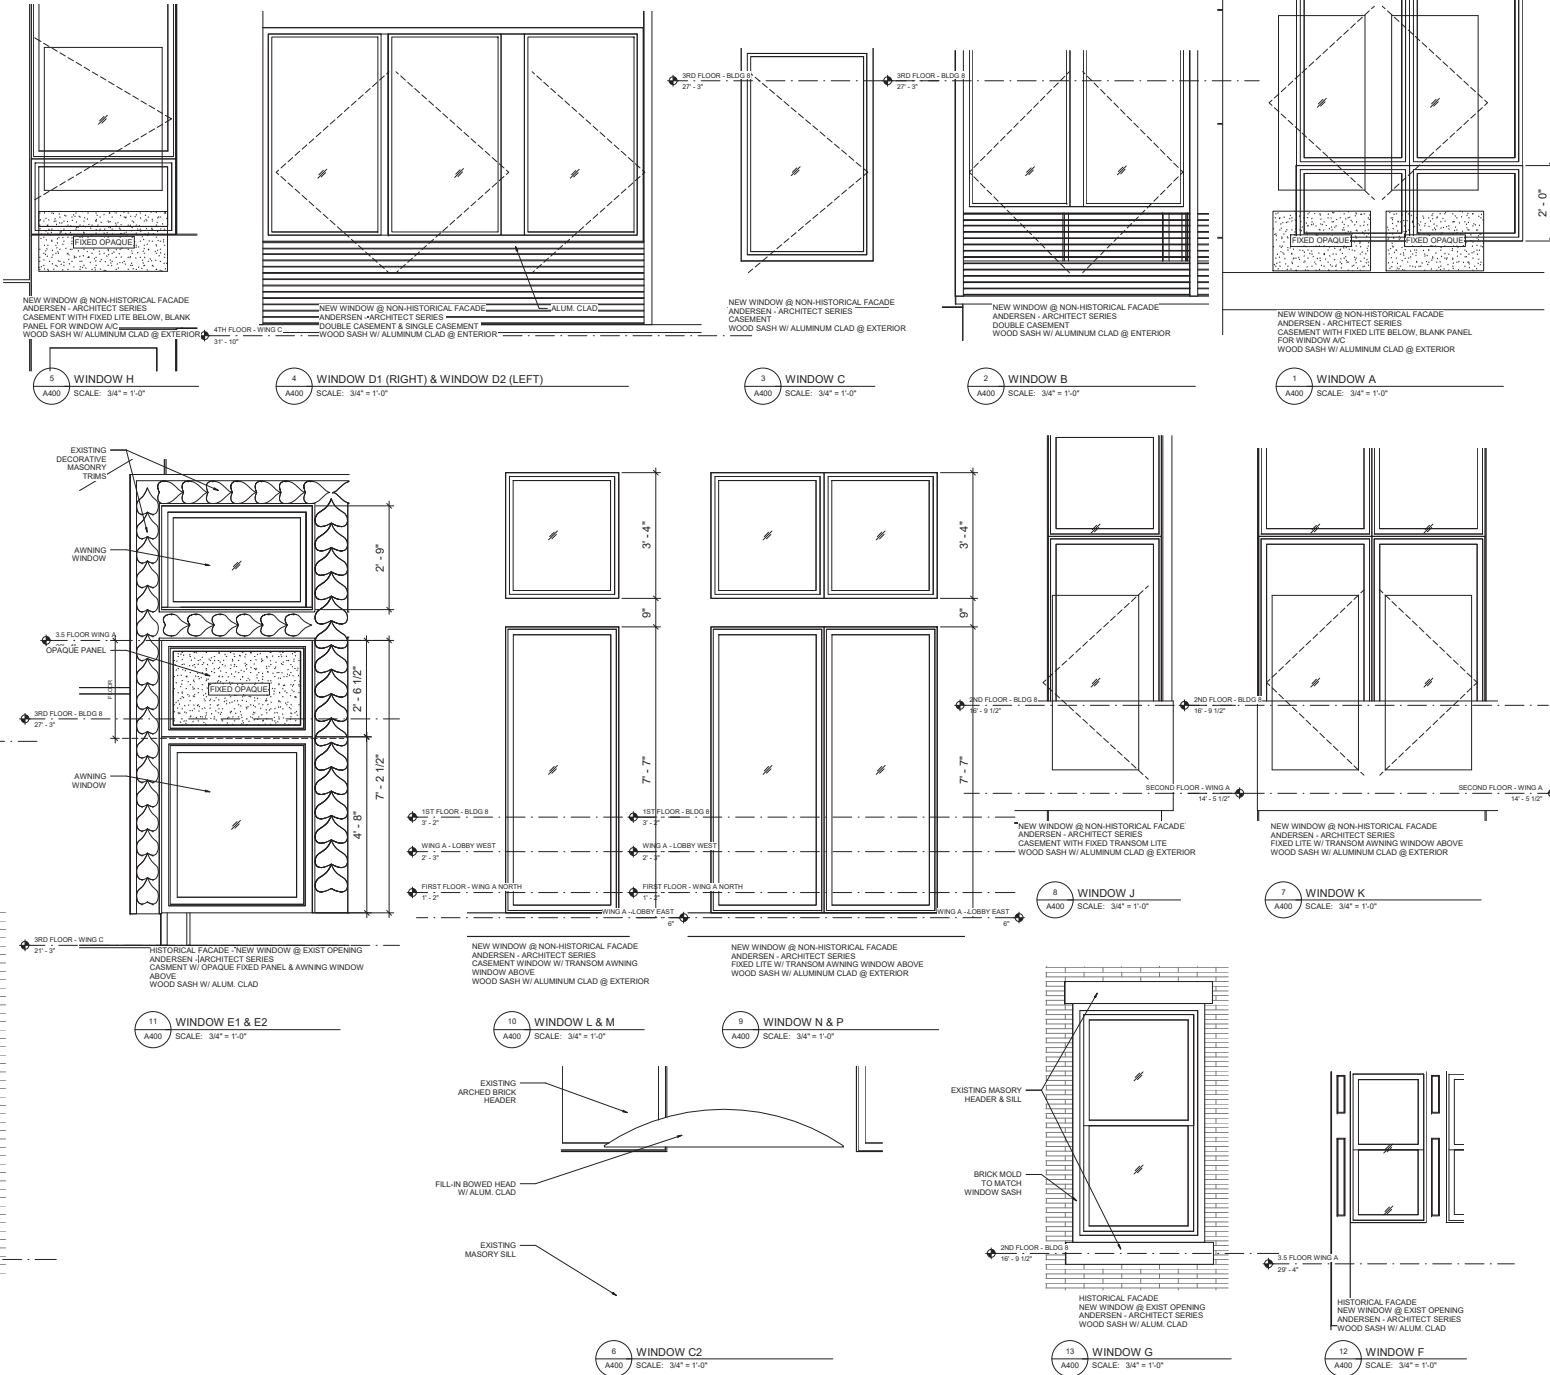 FIXED OPAQUE
NEW WINDOW @ NON-HISTORICAL FACADE
ANDERSEN - ARCHITECT SERIES
CASEMENT WITH FIXED LITE BELOW, BLANK
PANEL FOR WINDOW A/C
WOOD SASH W/ ALUMINUM CLAD @ EXTERIOR
5
A400
WINDOW H
SCALE: 3/4" = 1'-0"
4TH FLOOR - WING C
31' - 10"
NEW WINDOW @ NON-HISTORICAL FACADE
ANDERSEN - ARCHITECT SERIES
DOUBLE CASEMENT & SINGLE CASEMENT
WOOD SASH W/ ALUMINUM CLAD @ ENTERIOR
ALUM. CLAD
4
A400
WINDOW D1 (RIGHT) & WINDOW D2 (LEFT)
SCALE: 3/4" = 1'-0"
3RD FLOOR - BLDG 8
27' - 3"
NEW WINDOW @ NON-HISTORICAL FACADE
ANDERSEN - ARCHITECT SERIES
CASEMENT
WOOD SASH W/ ALUMINUM CLAD @ EXTERIOR
3
A400
WINDOW C
SCALE: 3/4" = 1'-0"
3RD FLOOR - BLDG 8
27' - 3"
NEW WINDOW @ NON-HISTORICAL FACADE
ANDERSEN - ARCHITECT SERIES
DOUBLE CASEMENT
WOOD SASH W/ ALUMINUM CLAD @ ENTERIOR
2
A400
WINDOW B
SCALE: 3/4" = 1'-0"
2' - 0"
FIXED OPAQUE
FIXED OPAQUE
NEW WINDOW @ NON-HISTORICAL FACADE
ANDERSEN - ARCHITECT SERIES
CASEMENT WITH FIXED LITE BELOW, BLANK PANEL
FOR WINDOW A/C
WOOD SASH W/ ALUMINUM CLAD @ EXTERIOR
1
A400
WINDOW A
SCALE: 3/4" = 1'-0"
EXISTING
DECORATIVE
MASONRY
TRIMS
AWNING
WINDOW
2' - 9"
3.5 FLOOR WING A
OPAQUE PANEL
FIXED OPAQUE
FLOOR
2' - 6 1/2"
3RD FLOOR - BLDG 8
27' - 3"
AWNING
WINDOW
7' - 2 1/2"
4' - 8"
3RD FLOOR - WING C
21' - 3"
HISTORICAL FACADE - NEW WINDOW @ EXIST OPENING
ANDERSEN - ARCHITECT SERIES
CASMENT W/ OPAQUE FIXED PANEL & AWNING WINDOW
ABOVE
WOOD SASH W/ ALUM. CLAD
11
A400
WINDOW E1 & E2
SCALE: 3/4" = 1'-0"
3' - 4"
9"
7' - 7"
1ST FLOOR - BLDG 8
3' - 2"
WING A - LOBBY WEST
2' - 3"
FIRST FLOOR - WING A NORTH
1' - 2"
WING A - LOBBY EAST
6"
NEW WINDOW @ NON-HISTORICAL FACADE
ANDERSEN - ARCHITECT SERIES
CASEMENT WINDOW W/ TRANSOM AWNING
WINDOW ABOVE
WOOD SASH W/ ALUMINUM CLAD @ EXTERIOR
10
A400
WINDOW L & M
SCALE: 3/4" = 1'-0"
3' - 4"
9"
7' - 7"
1ST FLOOR - BLDG 8
3' - 2"
WING A - LOBBY WEST
2' - 3"
FIRST FLOOR - WING A NORTH
1' - 2"
WING A - LOBBY EAST
6"
NEW WINDOW @ NON-HISTORICAL FACADE
ANDERSEN - ARCHITECT SERIES
FIXED LITE W/ TRANSOM AWNING WINDOW ABOVE
WOOD SASH W/ ALUMINUM CLAD @ EXTERIOR
9
A400
WINDOW N & P
SCALE: 3/4" = 1'-0"
2ND FLOOR - BLDG 8
16' - 9 1/2"
SECOND FLOOR - WING A
14' - 5 1/2"
NEW WINDOW @ NON-HISTORICAL FACADE
ANDERSEN - ARCHITECT SERIES
CASEMENT WITH FIXED TRANSOM LITE
WOOD SASH W/ ALUMINUM CLAD @ EXTERIOR
8
A400
WINDOW J
SCALE: 3/4" = 1'-0"
2ND FLOOR - BLDG 8
16' - 9 1/2"
SECOND FLOOR - WING A
14' - 5 1/2"
NEW WINDOW @ NON-HISTORICAL FACADE
ANDERSEN - ARCHITECT SERIES
FIXED LITE W/ TRANSOM AWNING WINDOW ABOVE
WOOD SASH W/ ALUMINUM CLAD @ EXTERIOR
7
A400
WINDOW K
SCALE: 3/4" = 1'-0"
EXISTING
ARCHED BRICK
HEADER
FILL-IN BOWED HEAD
W/ ALUM. CLAD
EXISTING
MASORY SILL
6
A400
WINDOW C2
SCALE: 3/4" = 1'-0"
EXISTING MASORY
HEADER & SILL
BRICK MOLD
TO MATCH
WINDOW SASH
2ND FLOOR - BLDG 8
16' - 9 1/2"
HISTORICAL FACADE
NEW WINDOW @ EXIST OPENING
ANDERSEN - ARCHITECT SERIES
WOOD SASH W/ ALUM. CLAD
13
A400
WINDOW G
SCALE: 3/4" = 1'-0"
3.5 FLOOR WING A
29' - 4"
HISTORICAL FACADE
NEW WINDOW @ EXIST OPENING
ANDERSEN - ARCHITECT SERIES
WOOD SASH W/ ALUM. CLAD
12
A400
WINDOW F
SCALE: 3/4" = 1'-0"